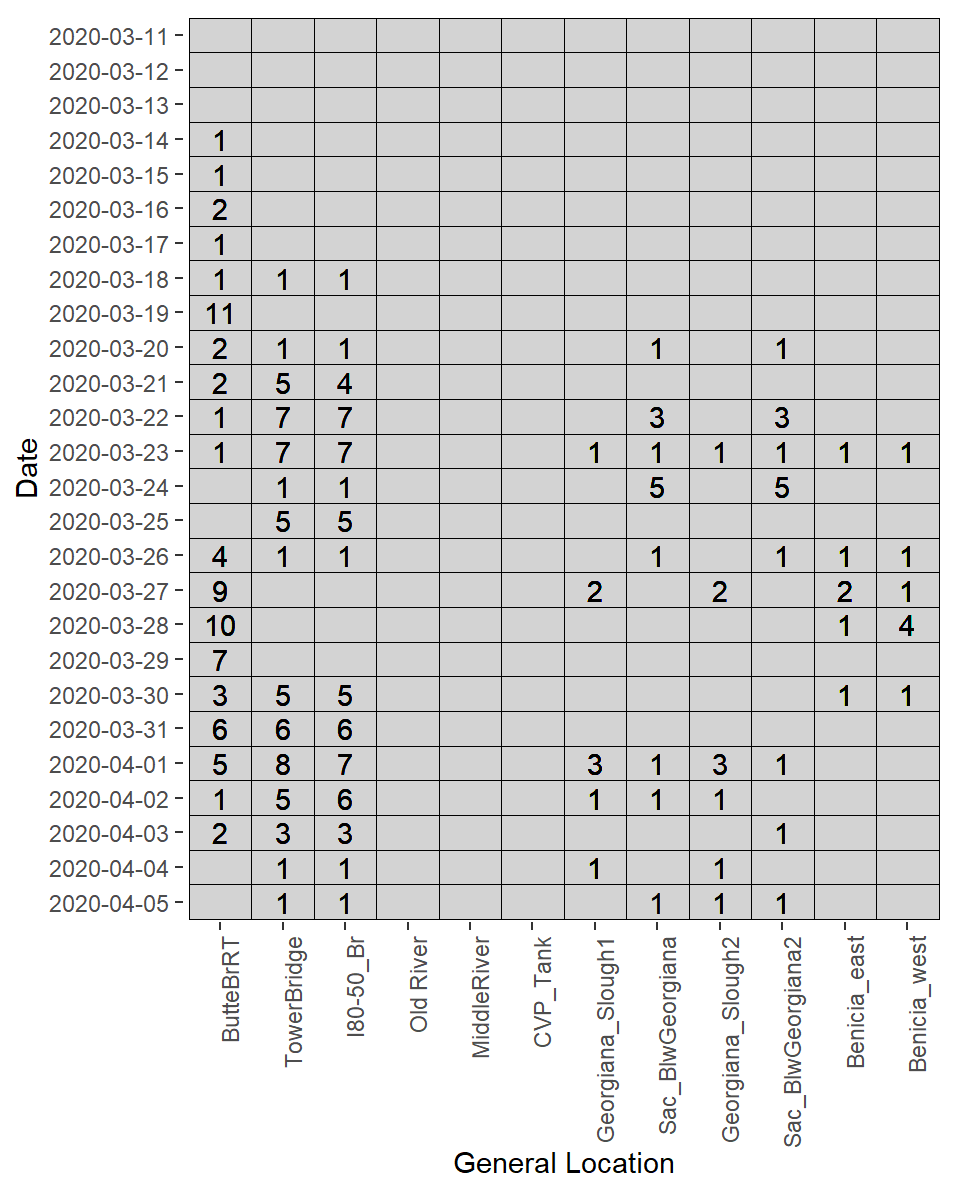 2020-03-11
2020-03-12
2020-03-13
2020-03-14 1
2020-03-15 1
2020-03-16 2
2020-03-17 1
2020-03-18 1 1 1
2020-03-19 11
2020-03-20 2 1 1 1 1
2020-03-21 2 5 4
2020-03-22 1 7 7 3 3
2020-03-23 1 7 7 1 1 1 1 1 1
2020-03-24 1 1 5 5
2020-03-25 5 5
2020-03-26 4 1 1 1 1 1 1
2020-03-27 9 2 2 2 1
2020-03-28 10 1 4
2020-03-29 7
2020-03-30 3 5 5 1 1
2020-03-31 6 6 6
2020-04-01 5 8 7 3 1 3 1
2020-04-02 1 5 6 1 1 1
2020-04-03 2 3 3 1
2020-04-04 1 1 1 1
2020-04-05 1 1 1 1 1
Date
ButteBrRT
TowerBridge
I80-50_Br
Old River
MiddleRiver
CVP_Tank
Georgiana_Slough1
Sac_BlwGeorgiana
Georgiana_Slough2
Sac_BlwGeorgiana2
Benicia_east
Benicia_west
General Location